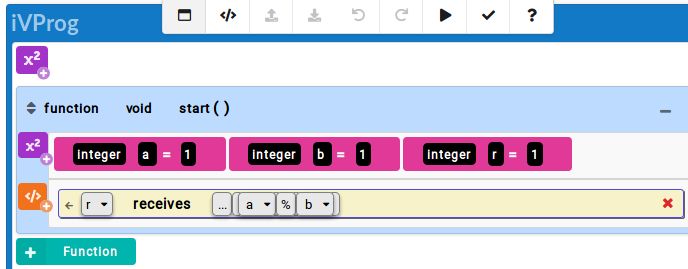 iVProg
</> ?
x²
function void start ( )
x² integer a = 1 integer b = 1 integer r = 1
</> r receives ... a % b
Function